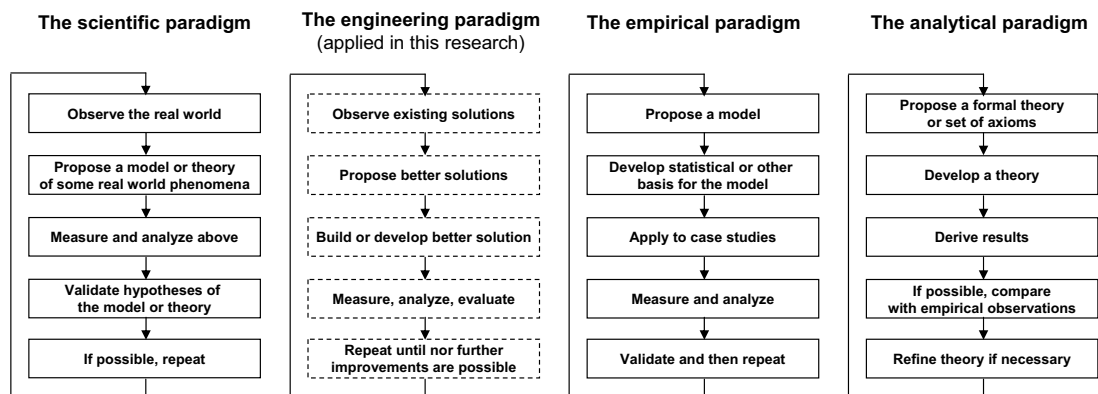 The scientific paradigm
Observe the real world
Propose a model or theory
of some real world phenomena
Measure and analyze above
Validate hypotheses of
the model or theory
If possible, repeat
The engineering paradigm
(applied in this research)
Observe existing solutions
Propose better solutions
Build or develop better solution
Measure, analyze, evaluate
Repeat until nor further
improvements are possible
The empirical paradigm
Propose a model
Develop statistical or other
basis for the model
Apply to case studies
Measure and analyze
Validate and then repeat
The analytical paradigm
Propose a formal theory
or set of axioms
Develop a theory
Derive results
If possible, compare
with empirical observations
Refine theory if necessary